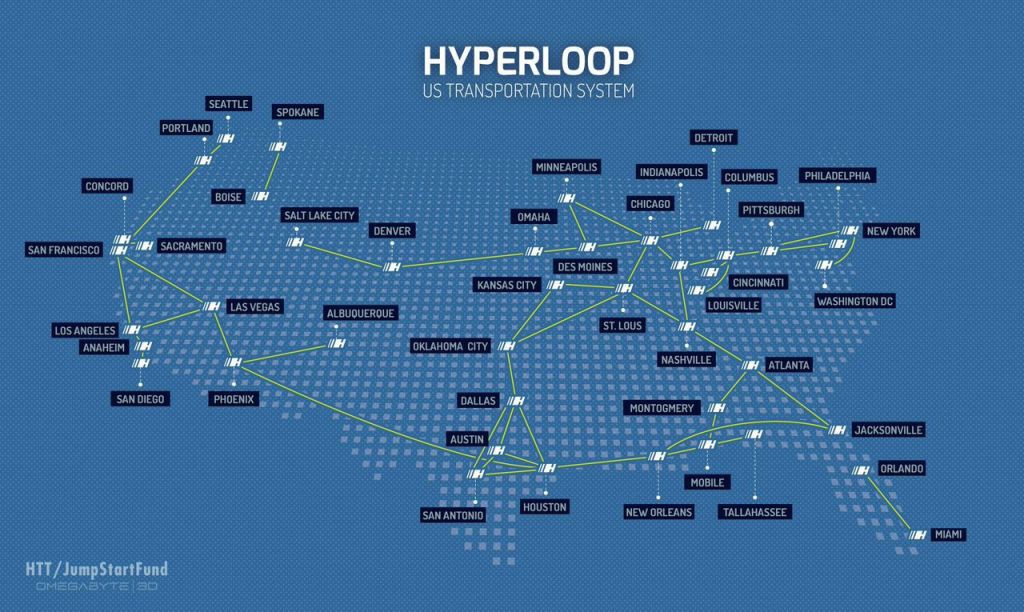 HYPERLOOP
US TRANSPORTATION SYSTEM
SEATTLE
SPOKANE
PORTLAND
DETROIT
MINNEAPOLIS
INDIANAPOLIS
COLUMBUS
PHILADELPHIA
CONCORD
BOISE
CHICAGO
PITTSBURGH
SALT LAKE CITY
OMAHA
DENVER
NEW YORK
SAN FRANCISCO
SACRAMENTO
DES MOINES
KANSAS CITY
CINCINNATI
WASHINGTON DC
LAS VEGAS
LOUISVILLE
ALBUQUERQUE
ST. LOUS
LOS ANGELES
ANAHEIM
OKLAHOMA CITY
NASHVILLE
ATLANTA
SAN DIEGO
PHOENIX
DALLAS
MONTOGMERY
JACKSONVILLE
AUSTIN
ORLANDO
MOBILE
HOUSTON
SAN ANTONIO
NEW ORLEANS
TALLAHASSEE
MIAMI
HTT/JumpStartFund
OMEGABYTE|3D